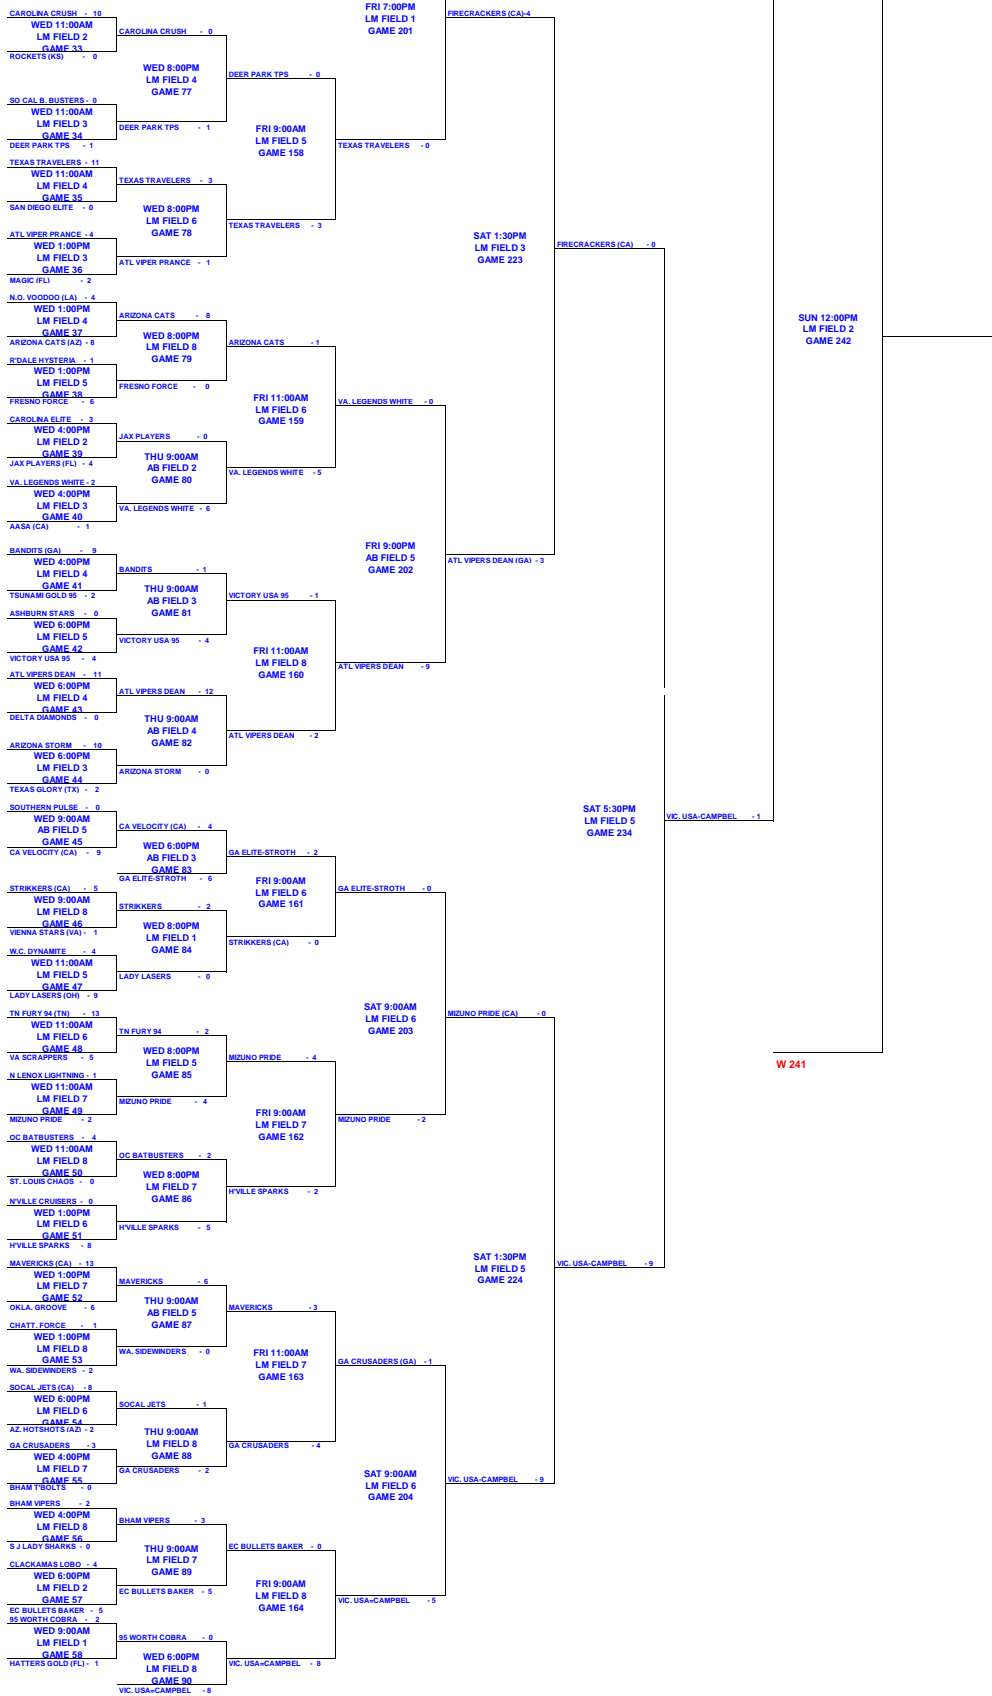 CAROLINA CRUSH - 10
WED 11:00AM
LM FIELD 2
GAME 33
ROCKETS (KS) - 0
SO CAL B. BUSTERS - 0
WED 11:00AM
LM FIELD 3
GAME 34
DEER PARK TPS - 1
TEXAS TRAVELERS - 11
WED 11:00AM
LM FIELD 4
GAME 35
SAN DIEGO ELITE - 0
ATL VIPER PRANCE - 4
WED 1:00PM
LM FIELD 3
GAME 36
MAGIC (FL) - 2
N.O. VOODOO (LA) - 4
WED 1:00PM
LM FIELD 4
GAME 37
ARIZONA CATS (AZ) - 8
R'DALE HYSTERIA - 1
WED 1:00PM
LM FIELD 5
GAME 38
FRESNO FORCE - 6
CAROLINA ELITE - 3
WED 4:00PM
LM FIELD 2
GAME 39
JAX PLAYERS (FL) - 4
VA. LEGENDS WHITE - 2
WED 4:00PM
LM FIELD 3
GAME 40
AASA (CA) - 1
BANDITS (GA) - 9
WED 4:00PM
LM FIELD 4
GAME 41
TSUNAMI GOLD 95 - 2
ASHBURN STARS - 0
WED 6:00PM
LM FIELD 5
GAME 42
VICTORY USA 95 - 4
ATL VIPERS DEAN - 11
WED 6:00PM
LM FIELD 4
GAME 43
DELTA DIAMONDS - 0
ARIZONA STORM - 10
WED 6:00PM
LM FIELD 3
GAME 44
TEXAS GLORY (TX) - 2
SOUTHERN PULSE - 0
WED 9:00AM
AB FIELD 5
GAME 45
CA VELOCITY (CA) - 9
STRIKKERS (CA) - 5
WED 9:00AM
LM FIELD 8
GAME 46
VIENNA STARS (VA) - 1
W.C. DYNAMITE - 4
WED 11:00AM
LM FIELD 5
GAME 47
LADY LASERS (OH) - 9
TN FURY 94 (TN) - 13
WED 11:00AM
LM FIELD 6
GAME 48
VA SCRAPPERS - 5
N LENOX LIGHTNING - 1
WED 11:00AM
LM FIELD 7
GAME 49
MIZUNO PRIDE - 2
OC BATBUSTERS - 4
WED 11:00AM
LM FIELD 8
GAME 50
ST. LOUIS CHAOS - 0
N'VILLE CRUISERS - 0
WED 1:00PM
LM FIELD 6
GAME 51
H'VILLE SPARKS - 8
MAVERICKS (CA) - 13
WED 1:00PM
LM FIELD 7
GAME 52
OKLA. GROOVE - 6
CHATT. FORCE - 1
WED 1:00PM
LM FIELD 8
GAME 53
WA. SIDEWINDERS - 2
SOCAL JETS (CA) - 8
WED 6:00PM
LM FIELD 6
GAME 54
AZ. HOTSHOTS (AZ) - 2
GA CRUSADERS - 3
WED 4:00PM
LM FIELD 7
GAME 55
BHAM T'BOLTS - 0
BHAM VIPERS - 2
WED 4:00PM
LM FIELD 8
GAME 56
S J LADY SHARKS - 0
CLACKAMAS LOBO - 4
WED 6:00PM
LM FIELD 2
GAME 57
EC BULLETS BAKER - 5
95 WORTH COBRA - 2
WED 9:00AM
LM FIELD 1
GAME 58
HATTERS GOLD (FL) - 1
CAROLINA CRUSH - 0
WED 8:00PM
LM FIELD 4
GAME 77
DEER PARK TPS - 1
TEXAS TRAVELERS - 3
WED 8:00PM
LM FIELD 6
GAME 78
ATL VIPER PRANCE - 1
ARIZONA CATS - 8
WED 8:00PM
LM FIELD 8
GAME 79
FRESNO FORCE - 0
JAX PLAYERS - 0
THU 9:00AM
AB FIELD 2
GAME 80
VA. LEGENDS WHITE - 6
BANDITS - 1
THU 9:00AM
AB FIELD 3
GAME 81
VICTORY USA 95 - 4
ATL VIPERS DEAN - 12
THU 9:00AM
AB FIELD 4
GAME 82
ARIZONA STORM - 0
CA VELOCITY (CA) - 4
WED 6:00PM
AB FIELD 3
GAME 83
GA ELITE-STROTH - 6
STRIKKERS - 2
WED 8:00PM
LM FIELD 1
GAME 84
LADY LASERS - 0
TN FURY 94 - 2
WED 8:00PM
LM FIELD 5
GAME 85
MIZUNO PRIDE - 4
OC BATBUSTERS - 2
WED 8:00PM
LM FIELD 7
GAME 86
H'VILLE SPARKS - 5
MAVERICKS - 6
THU 9:00AM
AB FIELD 5
GAME 87
WA. SIDEWINDERS - 0
SOCAL JETS - 1
THU 9:00AM
LM FIELD 8
GAME 88
GA CRUSADERS - 2
BHAM VIPERS - 3
THU 9:00AM
LM FIELD 7
GAME 89
EC BULLETS BAKER - 5
95 WORTH COBRA - 0
WED 6:00PM
LM FIELD 8
GAME 90
VIC. USA=CAMPBEL - 8
DEER PARK TPS - 0
FRI 9:00AM
LM FIELD 5
GAME 158
TEXAS TRAVELERS - 3
ARIZONA CATS - 1
FRI 11:00AM
LM FIELD 6
GAME 159
VA. LEGENDS WHITE - 5
VICTORY USA 95 - 1
FRI 11:00AM
LM FIELD 8
GAME 160
ATL VIPERS DEAN - 2
GA ELITE-STROTH - 2
FRI 9:00AM
LM FIELD 6
GAME 161
STRIKKERS (CA) - 0
MIZUNO PRIDE - 4
FRI 9:00AM
LM FIELD 7
GAME 162
H'VILLE SPARKS - 2
MAVERICKS - 3
FRI 11:00AM
LM FIELD 7
GAME 163
GA CRUSADERS - 4
EC BULLETS BAKER - 0
FRI 9:00AM
LM FIELD 8
GAME 164
VIC. USA=CAMPBEL - 8
FRI 7:00PM
LM FIELD 1
GAME 201
TEXAS TRAVELERS - 0
VA. LEGENDS WHITE - 0
FRI 9:00PM
AB FIELD 5
GAME 202
ATL VIPERS DEAN - 9
GA ELITE-STROTH - 0
SAT 9:00AM
LM FIELD 6
GAME 203
MIZUNO PRIDE - 2
GA CRUSADERS (GA) - 1
SAT 9:00AM
LM FIELD 6
GAME 204
VIC. USA=CAMPBEL - 5
FIRECRACKERS (CA)-4
SAT 1:30PM
LM FIELD 3
GAME 223
ATL VIPERS DEAN (GA) - 3
MIZUNO PRIDE (CA) - 0
SAT 1:30PM
LM FIELD 5
GAME 224
VIC. USA-CAMPBEL - 9
FIRECRACKERS (CA) - 0
SAT 5:30PM
LM FIELD 5
GAME 234
VIC. USA-CAMPBEL - 9
VIC. USA-CAMPBEL - 1
SUN 12:00PM
LM FIELD 2
GAME 242
W 241